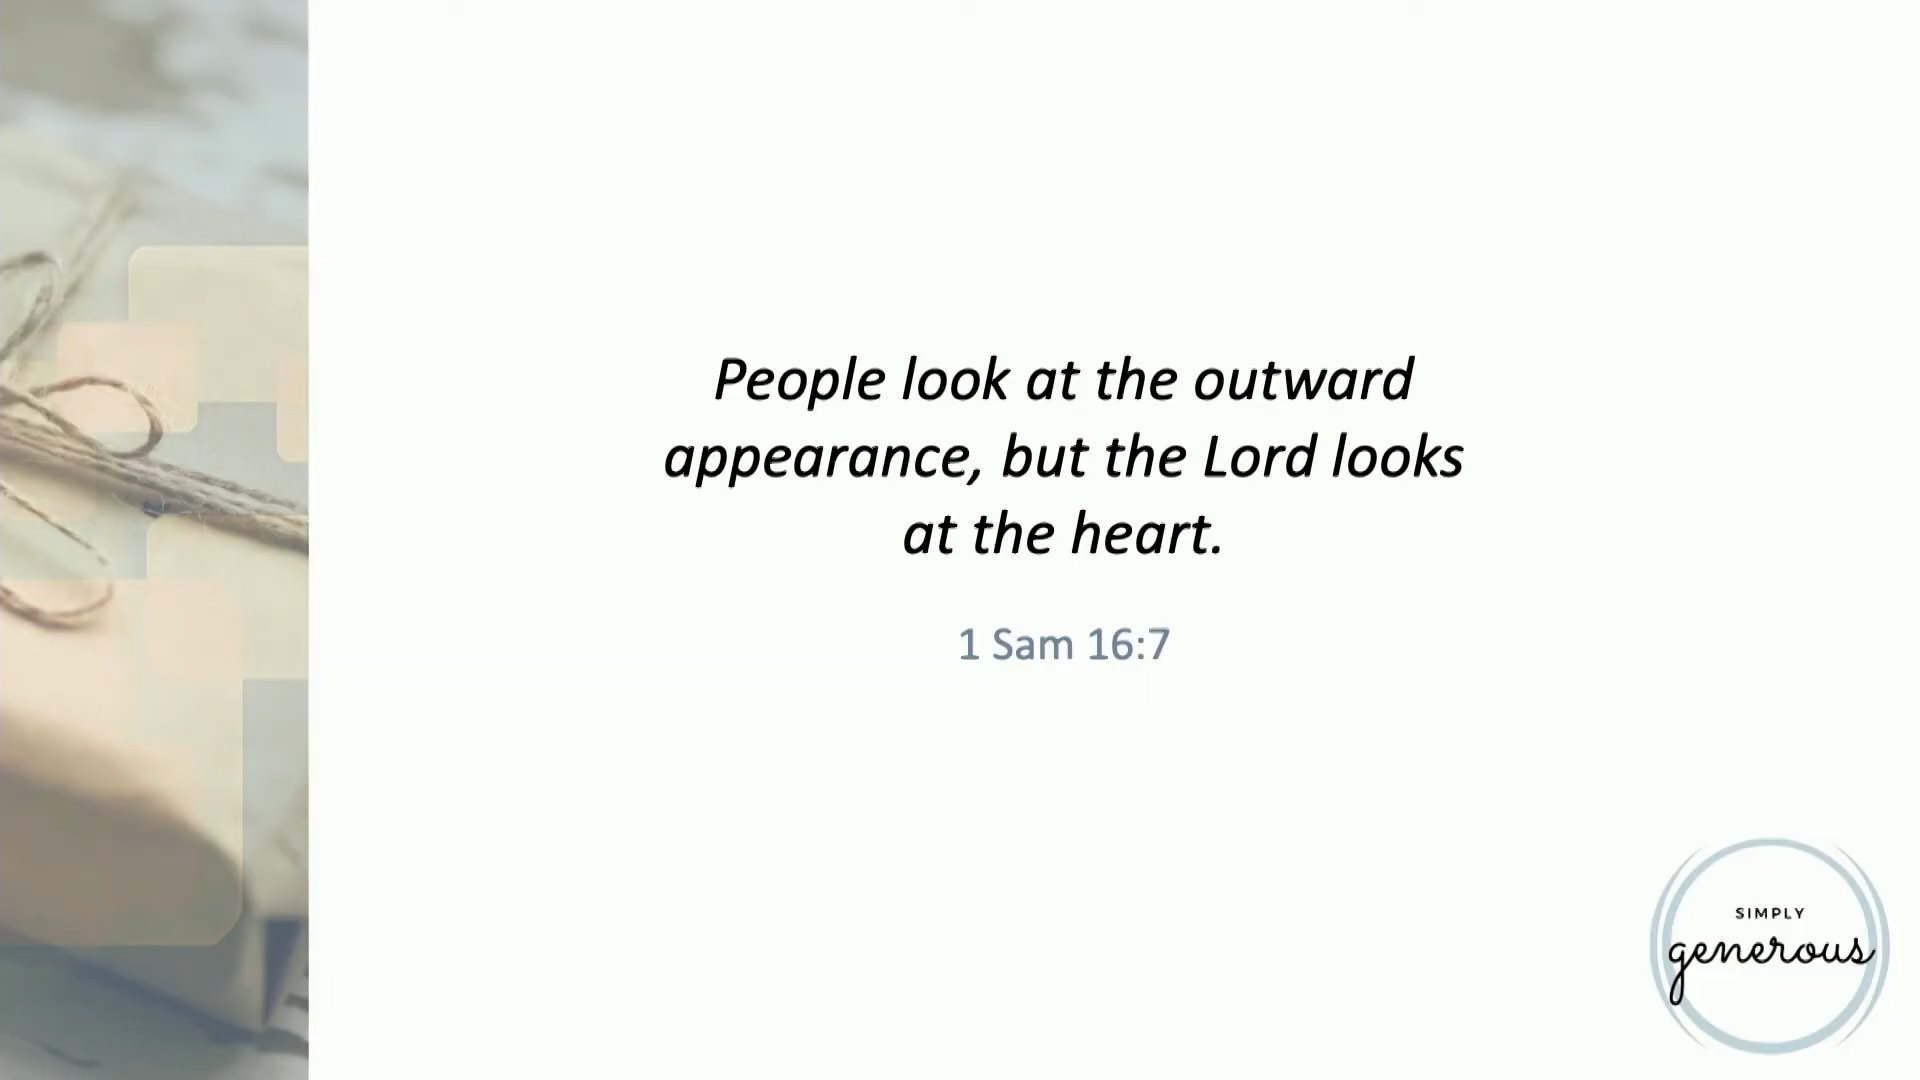 People look at the outward
appearance, but the Lord looks
at the heart.
1 Sam 16:7
SIMPLY
generous